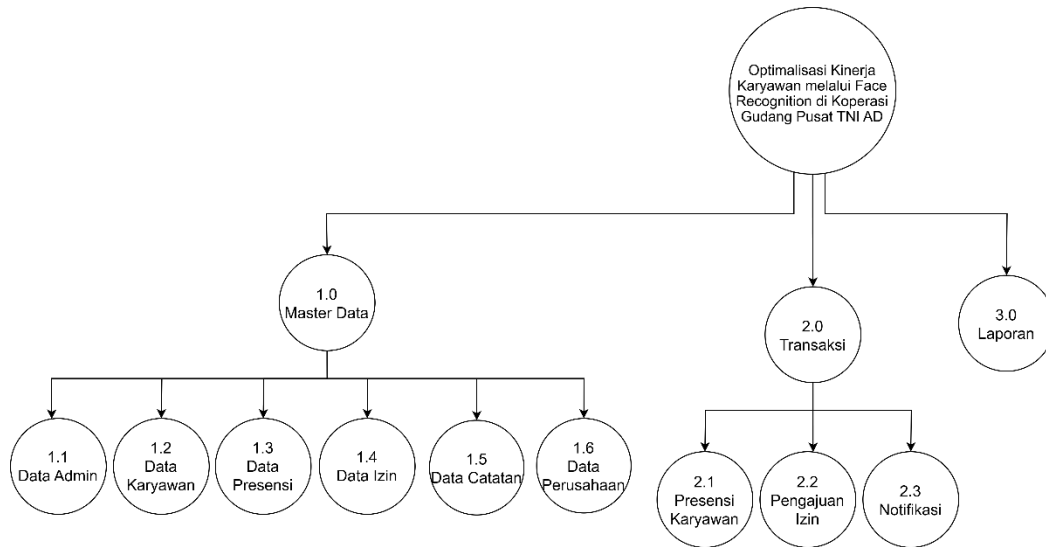 Optimalisasi Kinerja
Karyawan melalui Face
Recognition di Koperasi
Gudang Pusat TNI AD
1.0
Master Data
2.0
Transaksi
3.0
Laporan
1.1
Data Admin
1.2
Data
Karyawan
1.3
Data
Presensi
1.4
Data Izin
1.5
Data Catatan
1.6
Data
Perusahaan
2.1
Presensi
Karyawan
2.2
Pengajuan
Izin
2.3
Notifikasi